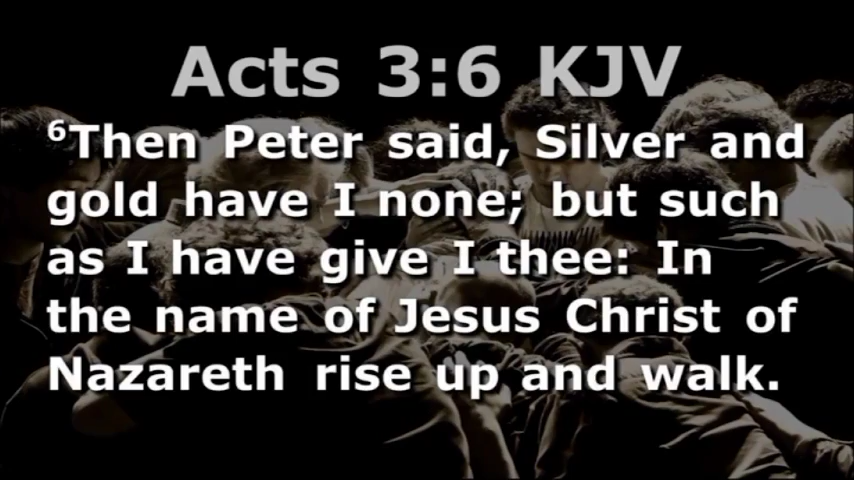 Acts 3:6 KJV
⁶Then Peter said, Silver and
gold have I none; but such
as I have give I thee: In
the name of Jesus Christ of
Nazareth rise up and walk.